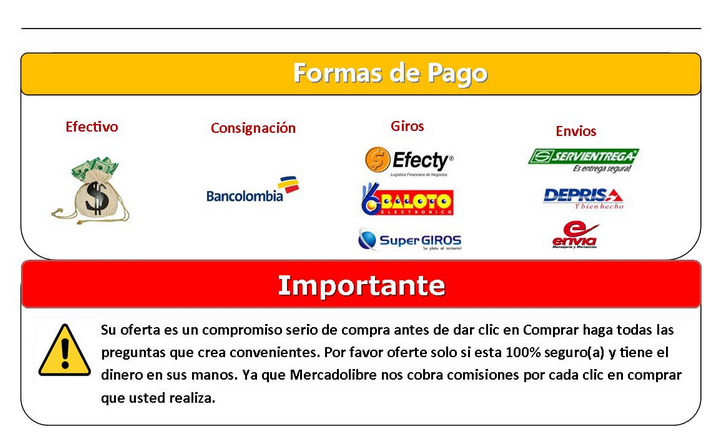 Formas de Pago
Efectivo
Consignación
Giros
Envios
$
Bancolombia
Efecty®
Logística Financiera de Negocios
BALOTO
ELECTRONICO
SuperGIROS
Su plata al instante!
SERVIENTREGA
Es entrega segura!
DEPRISA
Y bien hecho
envia
Mensajería y Mercancías
Importante
Su oferta es un compromiso serio de compra antes de dar clic en Comprar haga todas las
preguntas que crea convenientes. Por favor oferte solo si esta 100% seguro(a) y tiene el
dinero en sus manos. Ya que Mercadolibre nos cobra comisiones por cada clic en comprar
que usted realiza.